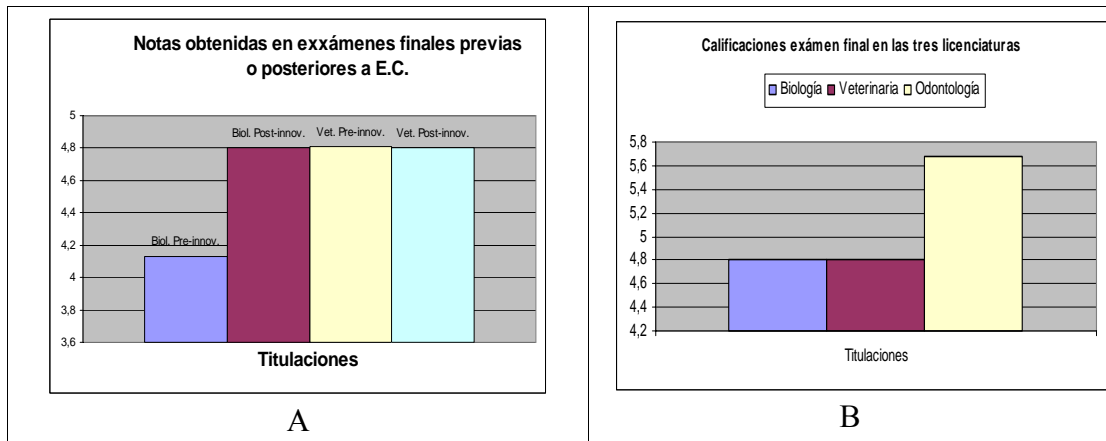 Notas obtenidas en exxámenes finales previas
o posteriores a E.C.
5
4,8
4,6
4,4
4,2
4
3,8
3,6
Biol. Pre-innov.
Biol. Post-innov.
Vet. Pre-innov.
Vet. Post-innov.
Titulaciones
A
Calificaciones exámen final en las tres licenciaturas
Biología Veterinaria Odontología
5,8
5,6
5,4
5,2
5
4,8
4,6
4,4
4,2
Titulaciones
B